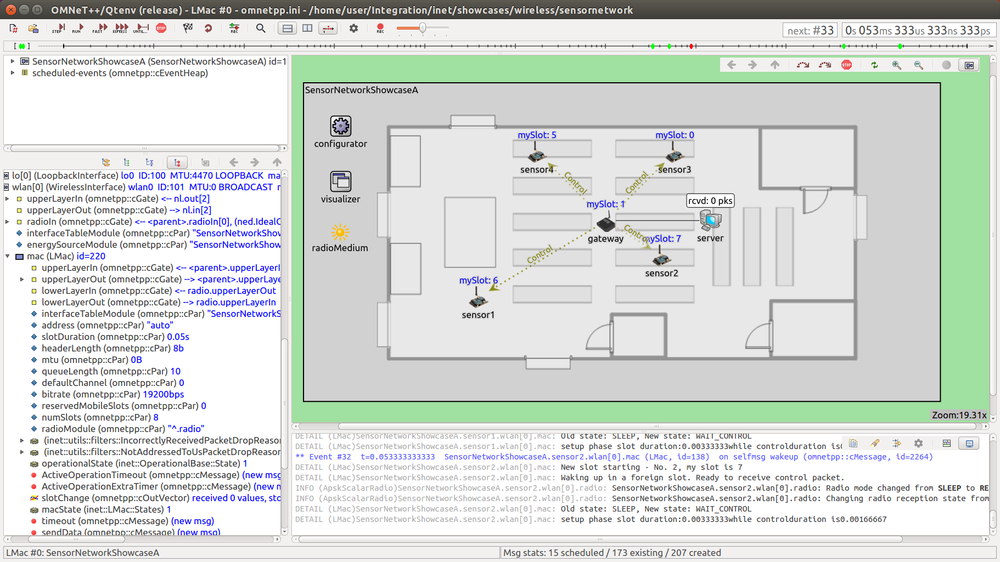 OMNeT++/Qtenv (release) - LMac #0 - omnetpp.ini - /home/user/Integration/inet/showcases/wireless/sensornetwork
STEP RUN FAST EXPRESS UNTIL... STOP REC REC next: #33 0s 053ms 333us 333ns 333ps
SensorNetworkShowcaseA (SensorNetworkShowcaseA) id=1
scheduled-events (omnetpp::cEventHeap)
lo[0] (LoopbackInterface) lo0 ID:100 MTU:4470 LOOPBACK ma
wlan[0] (WirelessInterface) wlan0 ID:101 MTU:0 BROADCAST
upperLayerIn (omnetpp::cGate) <-- nl.out[2]
upperLayerOut (omnetpp::cGate) --> nl.in[2]
radioIn (omnetpp::cGate) <-- <parent>.radioIn[0], (ned.IdealC
interfaceTableModule (omnetpp::cPar) "SensorNetworkShow
energySourceModule (omnetpp::cPar) "SensorNetworkShow
mac (LMac) id=220
upperLayerIn (omnetpp::cGate) <-- <parent>.upperLayerI
upperLayerOut (omnetpp::cGate) --> <parent>.upperLaye
lowerLayerIn (omnetpp::cGate) <-- radio.upperLayerOut
lowerLayerOut (omnetpp::cGate) --> radio.upperLayerIn
interfaceTableModule (omnetpp::cPar) "SensorNetworkS
address (omnetpp::cPar) "auto"
slotDuration (omnetpp::cPar) 0.05s
headerLength (omnetpp::cPar) 8b
mtu (omnetpp::cPar) 0B
queueLength (omnetpp::cPar) 10
defaultChannel (omnetpp::cPar) 0
bitrate (omnetpp::cPar) 19200bps
reservedMobileSlots (omnetpp::cPar) 0
numSlots (omnetpp::cPar) 8
radioModule (omnetpp::cPar) "^.radio"
(inet::utils::filters::IncorrectlyReceivedPacketDropReason
(inet::utils::filters::NotAddressedToUsPacketDropReason
operationalState (inet::OperationalBase::State) 1
ActiveOperationTimeout (omnetpp::cMessage) (new msg
ActiveOperationExtraTimer (omnetpp::cMessage) (new m
slotChange (omnetpp::cOutVector) received 0 values, sto
macState (inet::LMac::States) 1
timeout (omnetpp::cMessage) (new msg)
sendData (omnetpp::cMessage) (new msg)
STOP
SensorNetworkShowcaseA
configurator
visualizer
radioMedium
mySlot: 5
sensor4
mySlot: 0
sensor3
Control
Control
mySlot: 1
gateway
rcvd: 0 pks
server
Control
mySlot: 7
sensor2
Control
mySlot: 6
sensor1
Zoom:19.31x
DETAIL (LMac)SensorNetworkShowcaseA.sensor1.wlan[0].mac: Old state: SLEEP, New state: WAIT_CONTROL
DETAIL (LMac)SensorNetworkShowcaseA.sensor1.wlan[0].mac: setup phase slot duration:0.00333333while controlduration is0
** Event #32 t=0.053333333333 SensorNetworkShowcaseA.sensor2.wlan[0].mac (LMac, id=138) on selfmsg wakeup (omnetpp::cMessage, id=2264)
DETAIL (LMac)SensorNetworkShowcaseA.sensor2.wlan[0].mac: New slot starting - No. 2, my slot is 7
DETAIL (LMac)SensorNetworkShowcaseA.sensor2.wlan[0].mac: Waking up in a foreign slot. Ready to receive control packet.
INFO (ApskScalarRadio)SensorNetworkShowcaseA.sensor2.wlan[0].radio: SensorNetworkShowcaseA.sensor2.wlan[0].radio: Radio mode changed from SLEEP to RE
INFO (ApskScalarRadio)SensorNetworkShowcaseA.sensor2.wlan[0].radio: SensorNetworkShowcaseA.sensor2.wlan[0].radio: Changing radio reception state from
DETAIL (LMac)SensorNetworkShowcaseA.sensor2.wlan[0].mac: Old state: SLEEP, New state: WAIT_CONTROL
DETAIL (LMac)SensorNetworkShowcaseA.sensor2.wlan[0].mac: setup phase slot duration:0.00333333while controlduration is0.00166667
LMac #0: SensorNetworkShowcaseA
Msg stats: 15 scheduled / 173 existing / 207 created